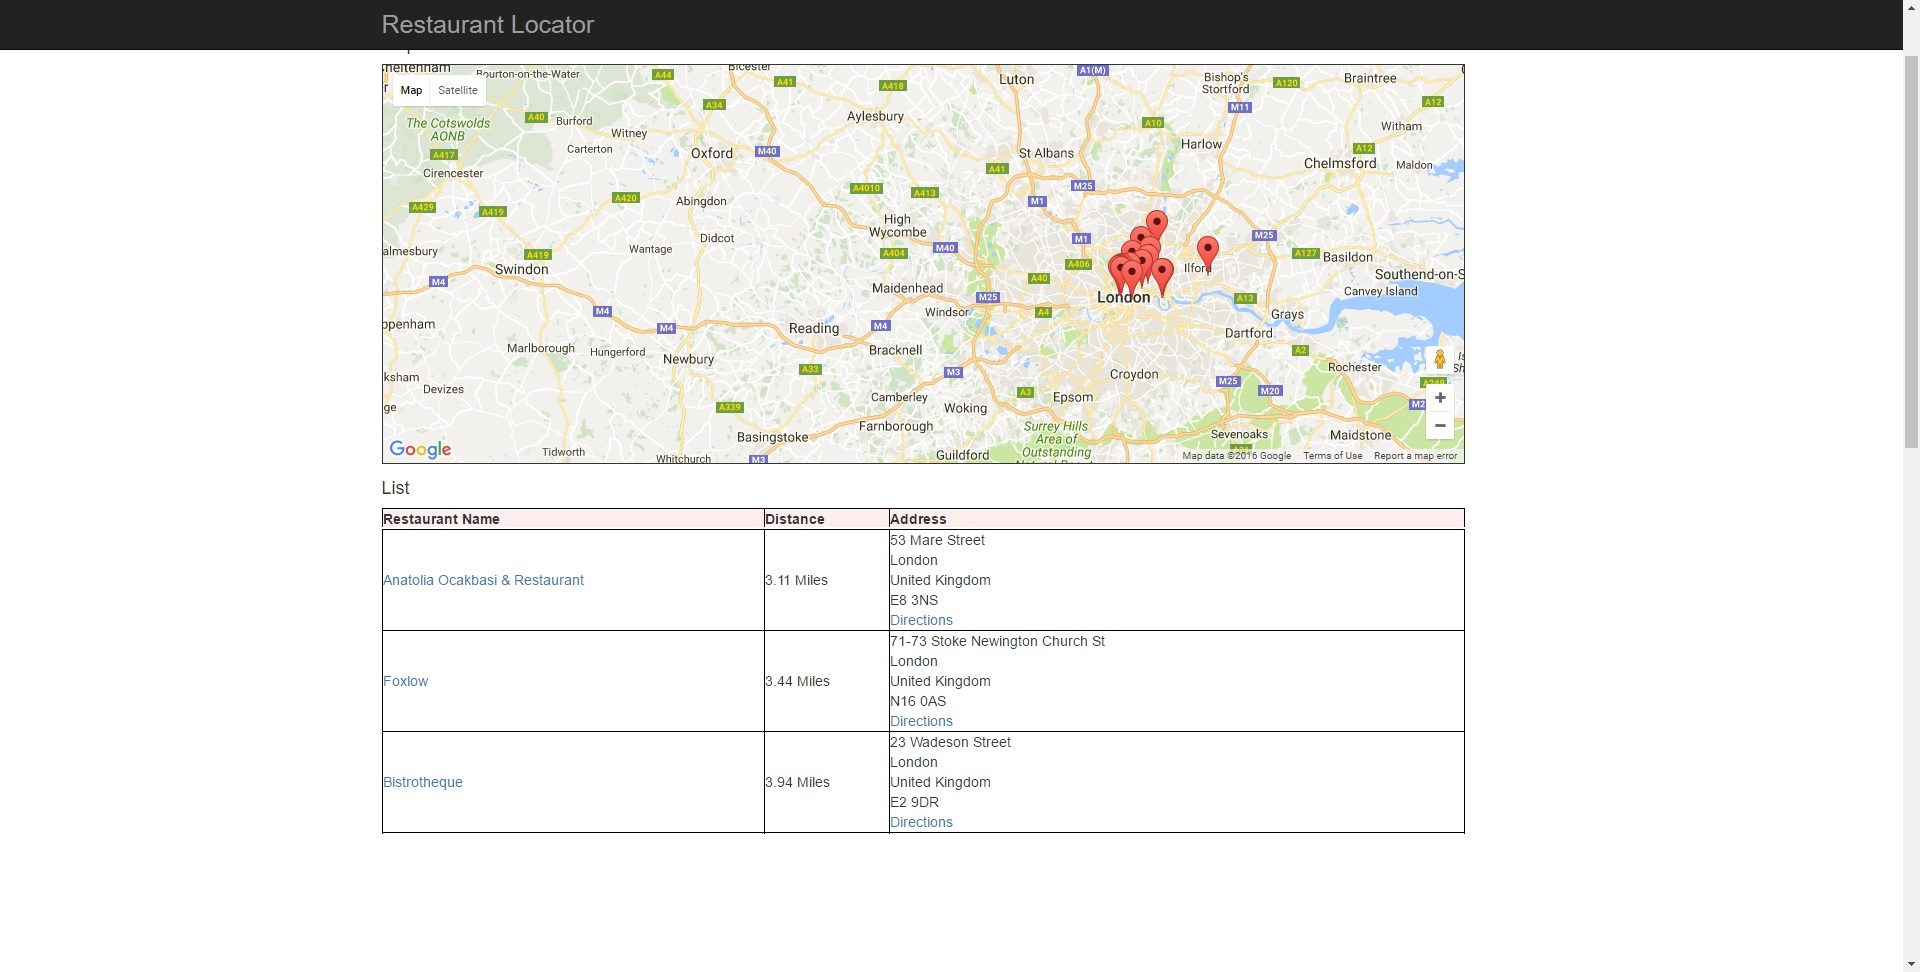 Restaurant Locator
Map Satellite
Bourton-on-the-Water
A44
Bicester
A41
A418
Luton
A1(M)
Bishop's
Stortford
A120
Braintree
A12
M11
A34
The Cotswolds
AONB
A40
Burford
Witney
Aylesbury
A10
Witham
Carterton
Oxford
M40
St Albans
Harlow
A12
Chelmsford
Maldon
A417
Cirencester
A41
A4010
A413
M25
A429
A419
A420
Abingdon
M1
High
Wycombe
Didcot
M1
M25
almesbury
A419
Wantage
A404
M40
A406
Ilford
A127
Basildon
Swindon
M4
A40
Southend-on-S
Maidenhead
M25
London
A13
Canvey Island
M4
Windsor
A4
Grays
ppenham
M4
Reading
M4
Dartford
Marlborough
Hungerford
Newbury
Bracknell
A2
Rochester
ksham
Devizes
A33
M3
Croydon
M25
M20
A249
ge
A339
Camberley
Woking
A3
Epsom
M2
Basingstoke
Farnborough
Surrey Hills
Area of
Outstanding
Sevenoaks
Maidstone
Google
Tidworth
Whitchurch
M3
Guildford
Map data ©2016 Google Terms of Use Report a map error
List
Restaurant Name Distance Address
53 Mare Street
London
Anatolia Ocakbasi & Restaurant 3.11 Miles United Kingdom
E8 3NS
Directions
71-73 Stoke Newington Church St
London
Foxlow 3.44 Miles United Kingdom
N16 0AS
Directions
23 Wadeson Street
London
Bistrotheque 3.94 Miles United Kingdom
E2 9DR
Directions